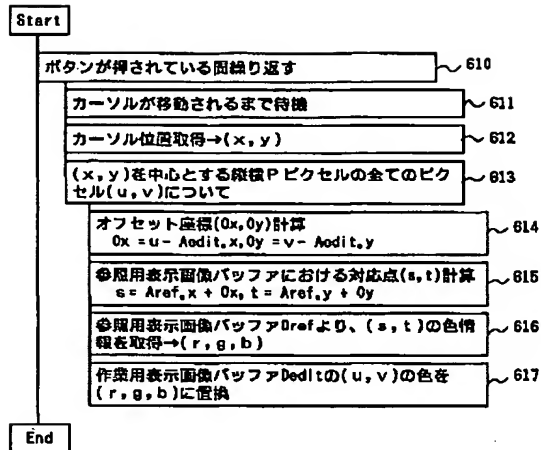 Start
ボタンが押されている間繰り返す
610
カーソルが移動されるまで待機
611
カーソル位置取得→(x,y)
612
(x,y)を中心とする縦横Pピクセルの全てのピク
セル(u,v)について
613
オフセット座標(Ox,Oy)計算
Ox=u-Aedit.x,Oy=v-Aedit.y
614
参照用表示画像バッファにおける対応点(s,t)計算
s=Aref.x+Ox,t=Aref.y+Oy
615
参照用表示画像バッファDrefより、(s,t)の色情
報を取得→(r,g,b)
616
作業用表示画像バッファDeditの(u,v)の色を
(r,g,b)に置換
617
End